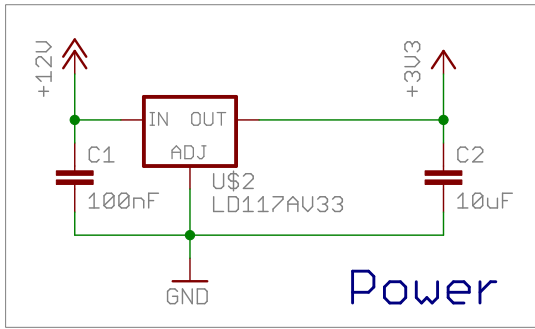 +12V
+3V3
IN OUT
ADJ
C1
100nF
U$2
LD117AV33
C2
10uF
GND
Power